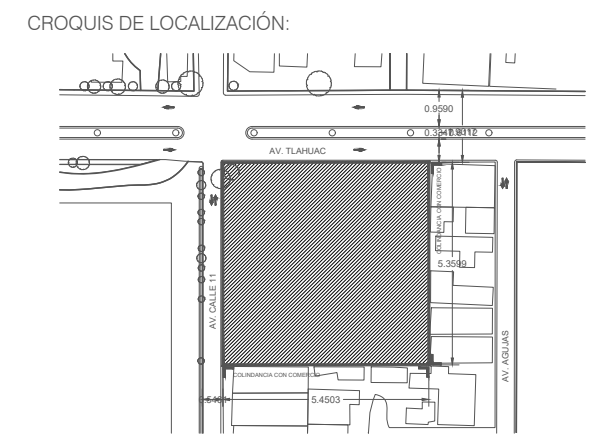 CROQUIS DE LOCALIZACIÓN:
0.9590
AV. TLAHUAC
COLINDANCIA CON COMERCIO
5.3599
AV. CALLE 11
AV. AGUJAS
COLINDANCIA CON COMERCIO
5.4503